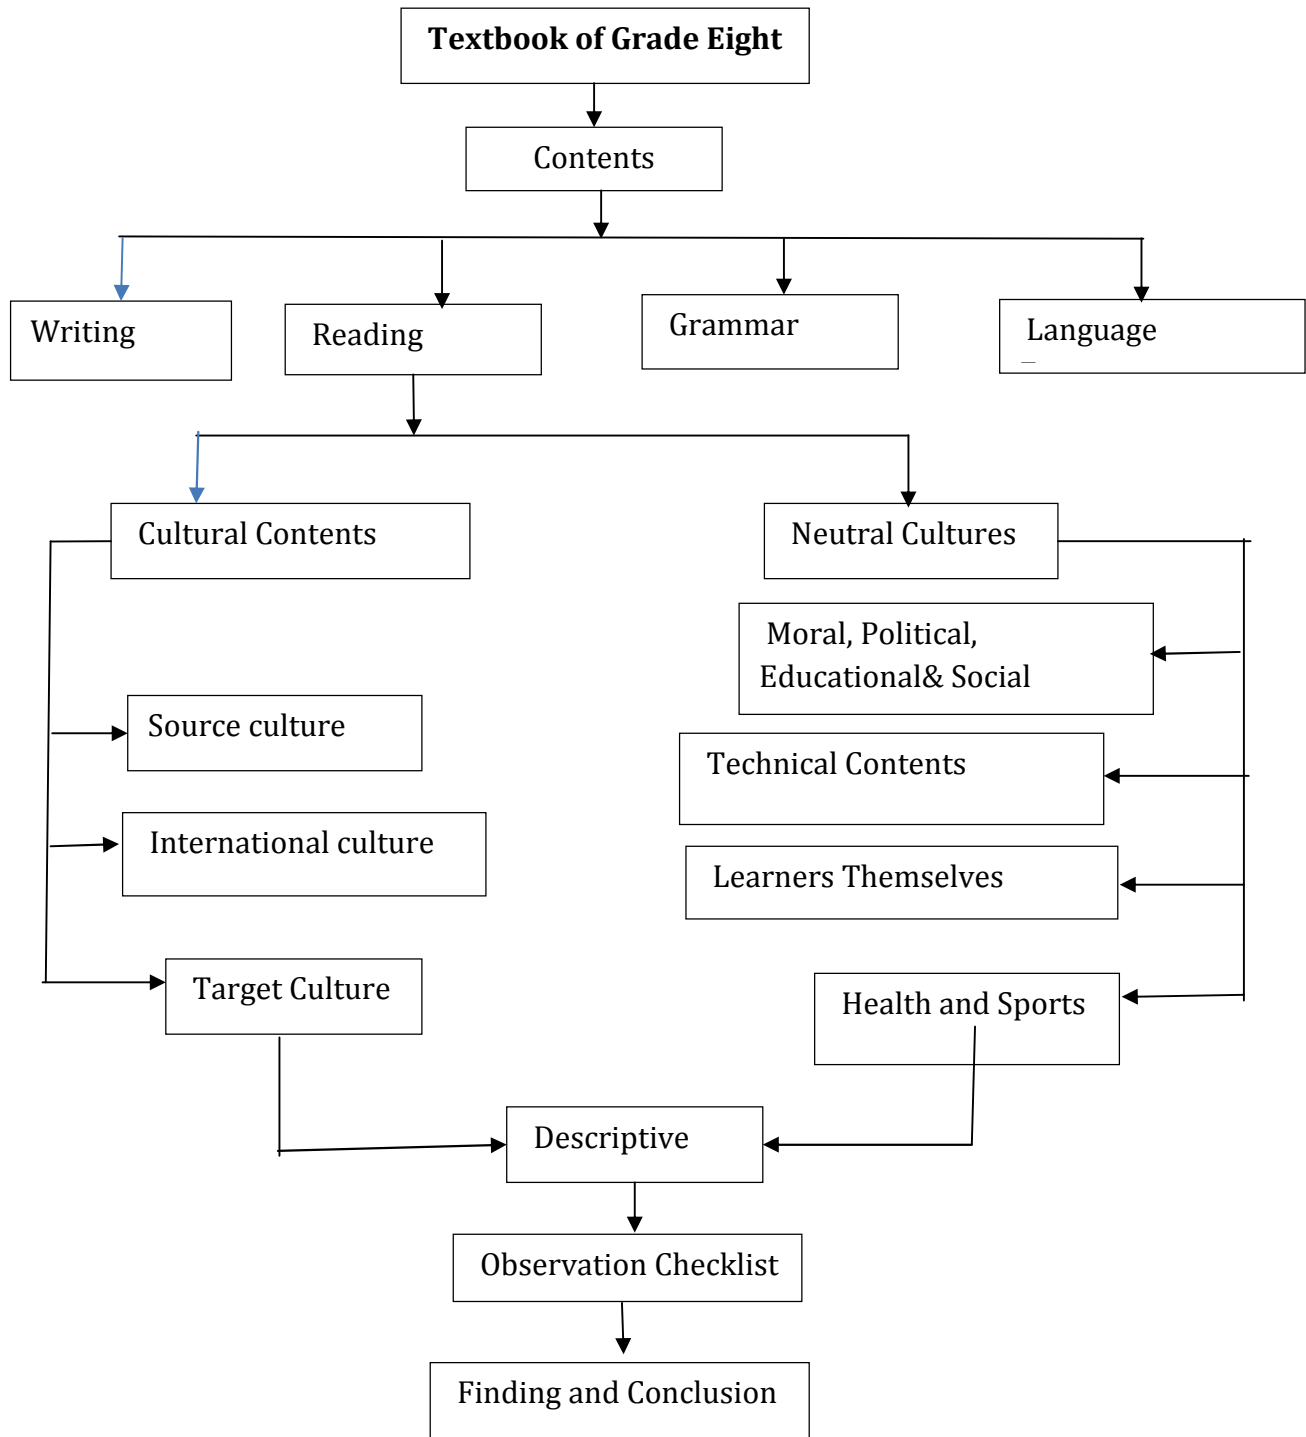 Textbook of Grade Eight
Contents
Writing
Reading
Grammar
Language
Cultural Contents
Neutral Cultures
Moral, Political,
Educational& Social
Source culture
Technical Contents
International culture
Learners Themselves
Target Culture
Health and Sports
Descriptive
Observation Checklist
Finding and Conclusion